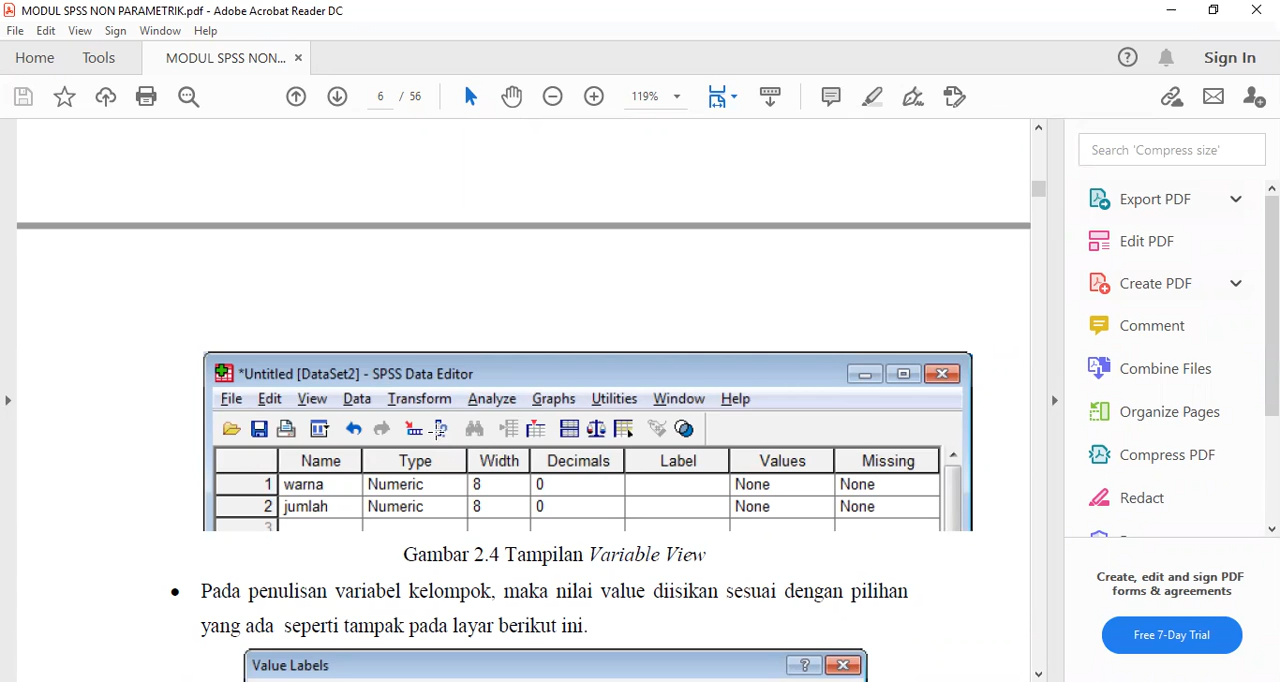 MODUL SPSS NON PARAMETRIK.pdf - Adobe Acrobat Reader DC
File Edit View Sign Window Help
Home Tools MODUL SPSS NON... Sign In
6 / 56 119%
Search 'Compress size'
Export PDF
Edit PDF
Create PDF
Comment
Combine Files
Organize Pages
Compress PDF
Redact
Create, edit and sign PDF
forms & agreements
Free 7-Day Trial
*Untitled [DataSet2] - SPSS Data Editor
File Edit View Data Transform Analyze Graphs Utilities Window Help
Name Type Width Decimals Label Values Missing
1 warna Numeric 8 0 None None
2 jumlah Numeric 8 0 None None
3
Gambar 2.4 Tampilan Variable View
• Pada penulisan variabel kelompok, maka nilai value diisikan sesuai dengan pilihan
yang ada seperti tampak pada layar berikut ini.
Value Labels